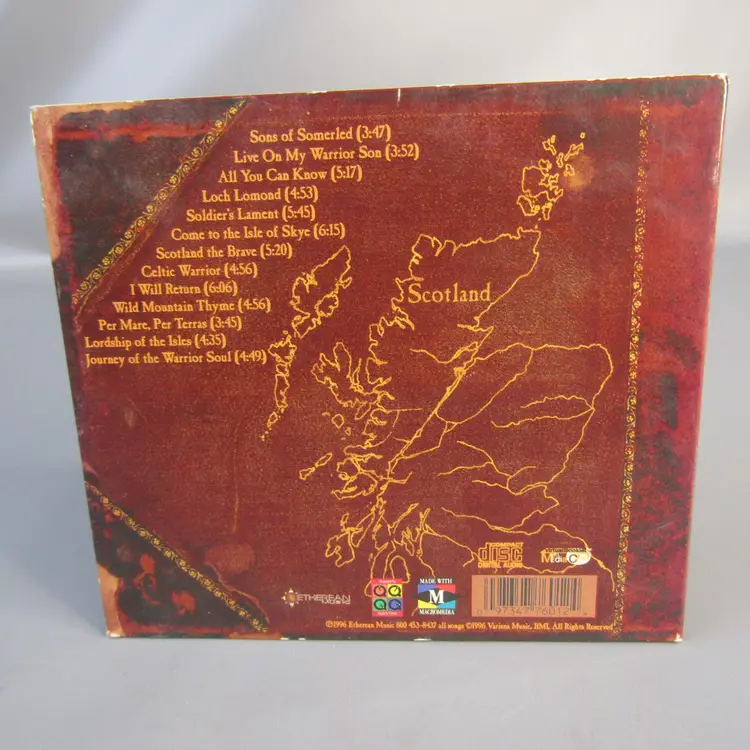 Sons of Somerled (3:47)
Live On My Warrior Son (3:52)
All You Can Know (5:17)
Loch Lomond (4:53)
Soldier's Lament (5:45)
Come to the Isle of Skye (6:15)
Scotland the Brave (5:20)
Celtic Warrior (4:56)
I Will Return (6:06)
Wild Mountain Thyme (4:56)
Per Mare, Per Terras (3:45)
Lordship of the Isles (4:35)
Journey of the Warrior Soul (4:49)
Scotland
COMPACT
disc
DIGITAL AUDIO
ETHEREAN
MADE WITH
M
MACROMEDIA
℗1996 Etherean Music 888 453-8437 all songs ©1996 Variena Music, BMI, All Rights Reserved